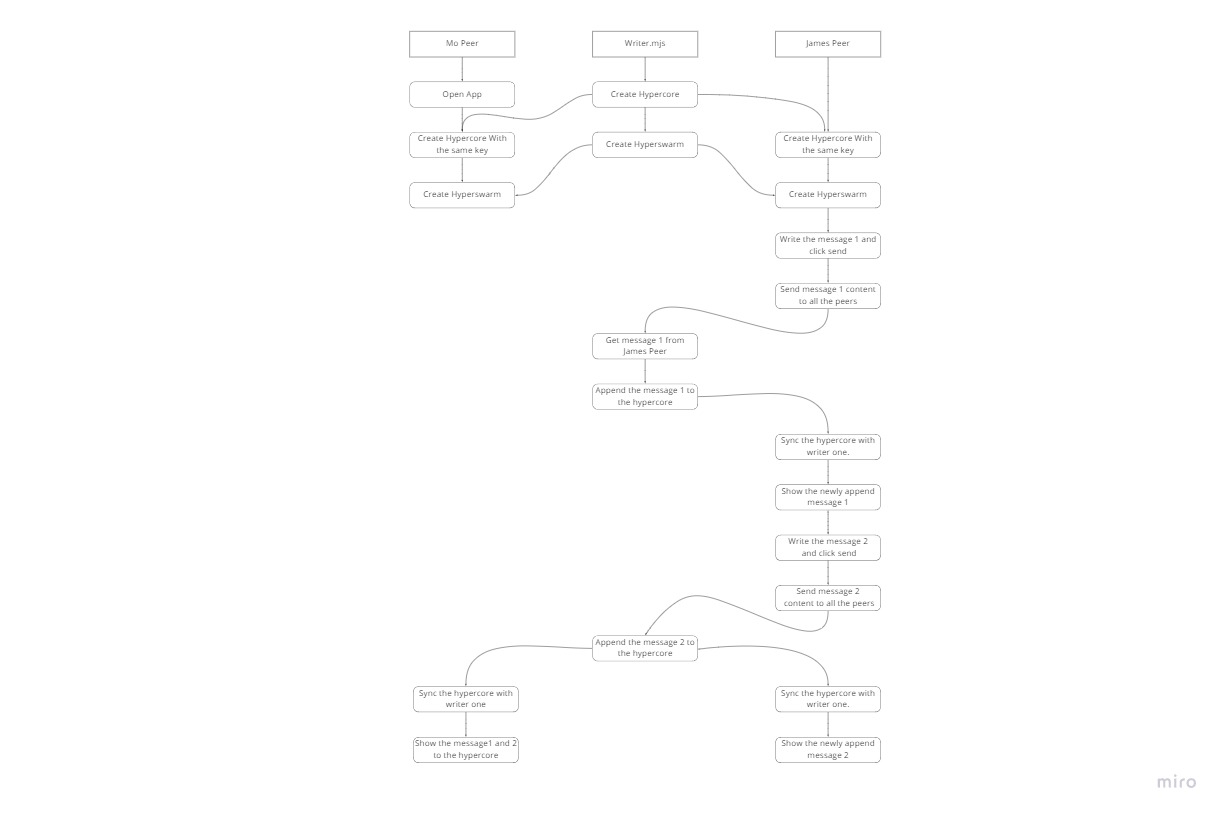 Mo Peer
Writer.mjs
James Peer
Open App
Create Hypercore
Create Hypercore With
the same key
Create Hyperswarm
Create Hypercore With
the same key
Create Hyperswarm
Create Hyperswarm
Write the message 1 and
click send
Send message 1 content
to all the peers
Get message 1 from
James Peer
Append the message 1 to
the hypercore
Sync the hypercore with
writer one.
Show the newly append
message 1
Write the message 2
and click send
Send message 2
content to all the peers
Append the message 2 to
the hypercore
Sync the hypercore with
writer one
Sync the hypercore with
writer one.
Show the message1 and 2
to the hypercore
Show the newly append
message 2
miro